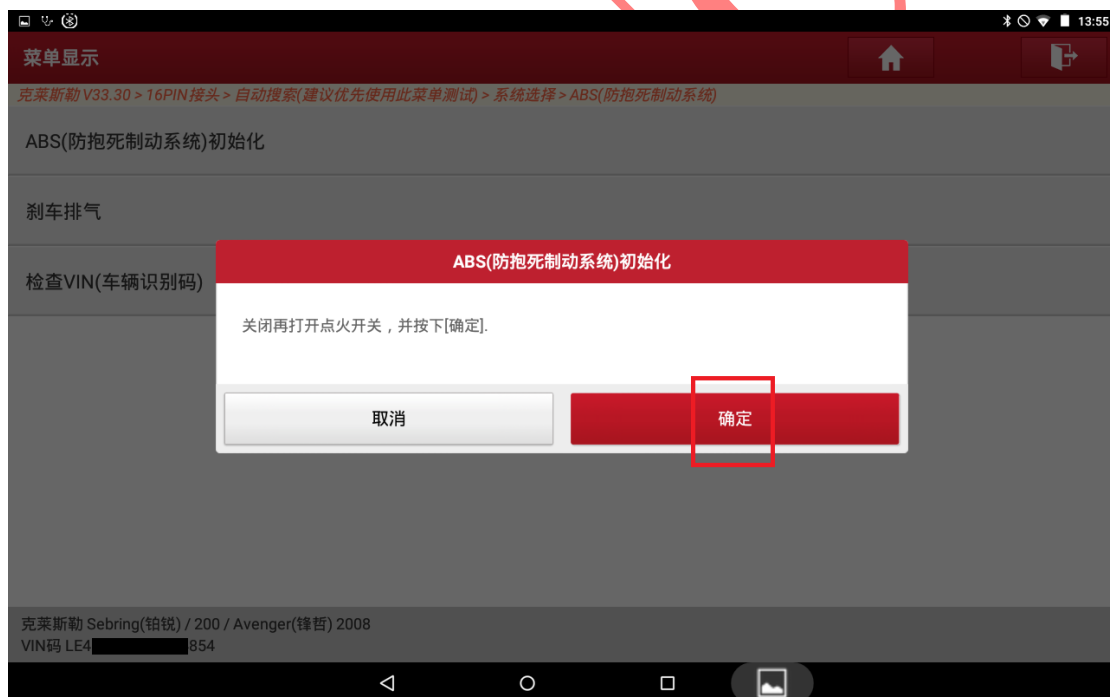 13:55
菜单显示
克莱斯勒 V33.30 > 16PIN接头 > 自动搜索(建议优先使用此菜单测试) > 系统选择 > ABS(防抱死制动系统)
ABS(防抱死制动系统)初始化
刹车排气
检查VIN(车辆识别码)
ABS(防抱死制动系统)初始化
关闭再打开点火开关，并按下[确定].
取消
确定
克莱斯勒 Sebring(铂锐) / 200 / Avenger(锋哲) 2008
VIN码 LE4 854